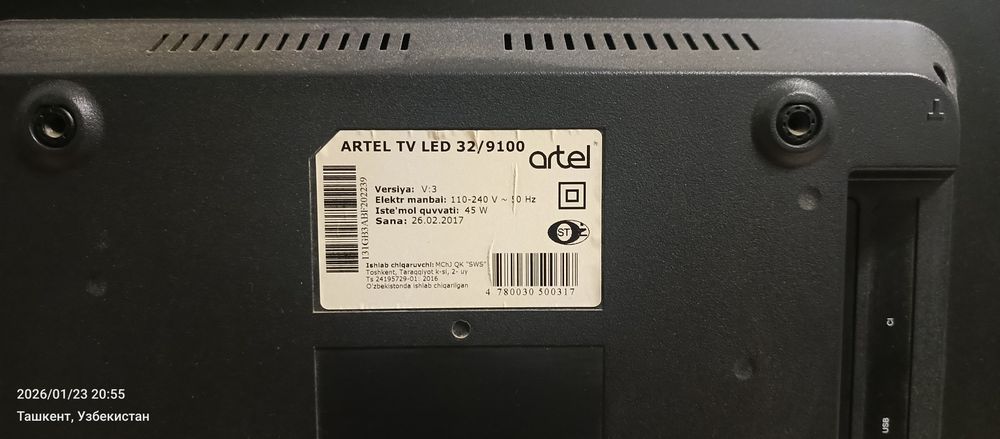 ARTEL TV LED 32/9100
artel
Versiya: V:3
Elektr manbai: 110-240 V ~ 50 Hz
Iste'mol quvvati: 45 W
Sana: 26.02.2017
ST
131GB3ABF202239
Ishlab chiqaruvchi: MChJ QK "SWS"
Toshkent, Taraqqiyot k-si, 2- uy
Ts 24195729-01: 2016
O'zbekistonda ishlab chiqarilgan
4 780030 500317
CI
USB
2026/01/23 20:55
Ташкент, Узбекистан